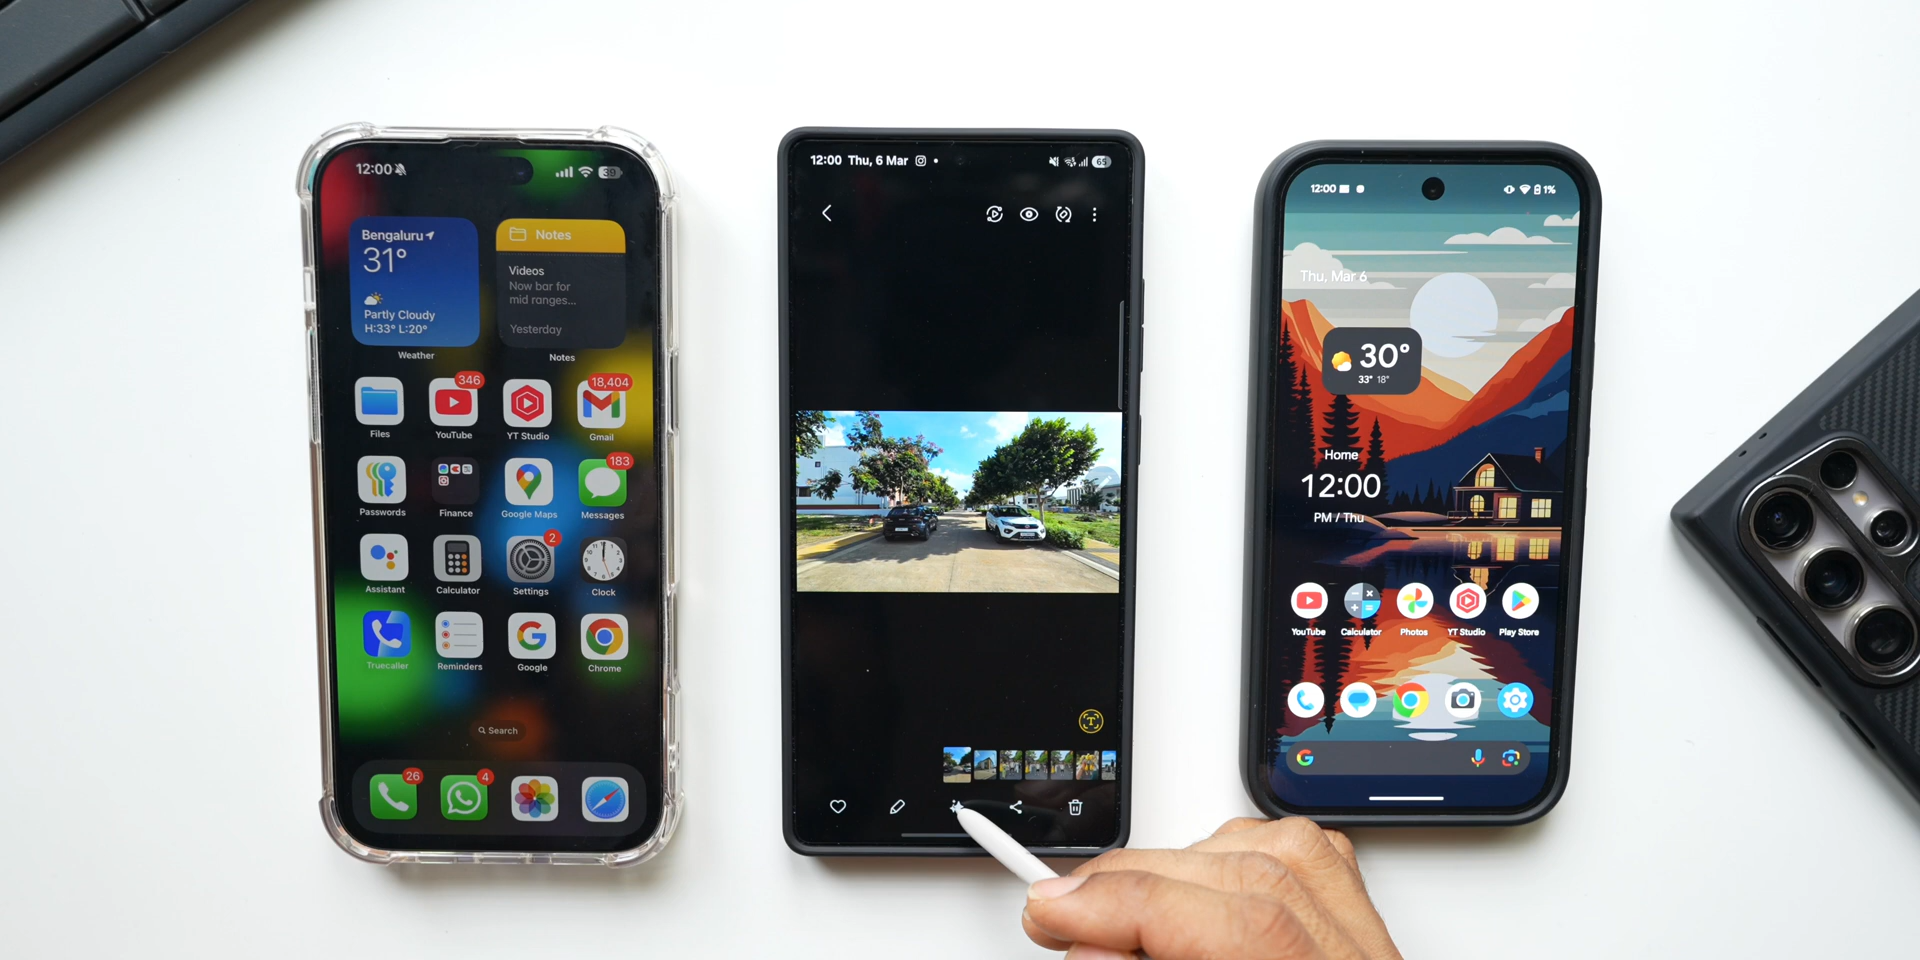 12:00
39
Bengaluru
31°
Partly Cloudy
H:33° L:20°
Weather
Notes
Videos
Now bar for
mid ranges...
Yesterday
Notes
346
18,404
Files
YouTube
YT Studio
Gmail
183
Passwords
Finance
Google Maps
Messages
2
Assistant
Calculator
Settings
Clock
Truecaller
Reminders
Google
Chrome
Search
26
4
12:00 Thu, 6 Mar
65
T
12:00
1%
Thu, Mar 6
30°
33° 18°
Home
12:00
PM / Thu
YouTube
Calculator
Photos
YT Studio
Play Store